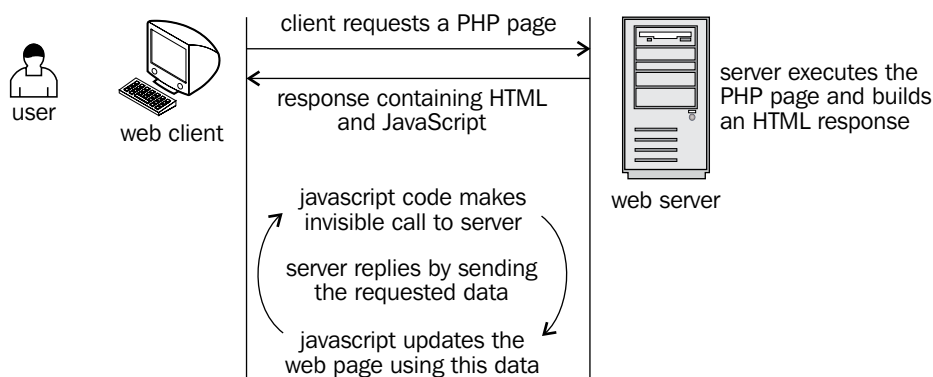 client requests a PHP page
user
web client
response containing HTML
and JavaScript
server executes the
PHP page and builds
an HTML response
web server
javascript code makes
invisible call to server
server replies by sending
the requested data
javascript updates the
web page using this data